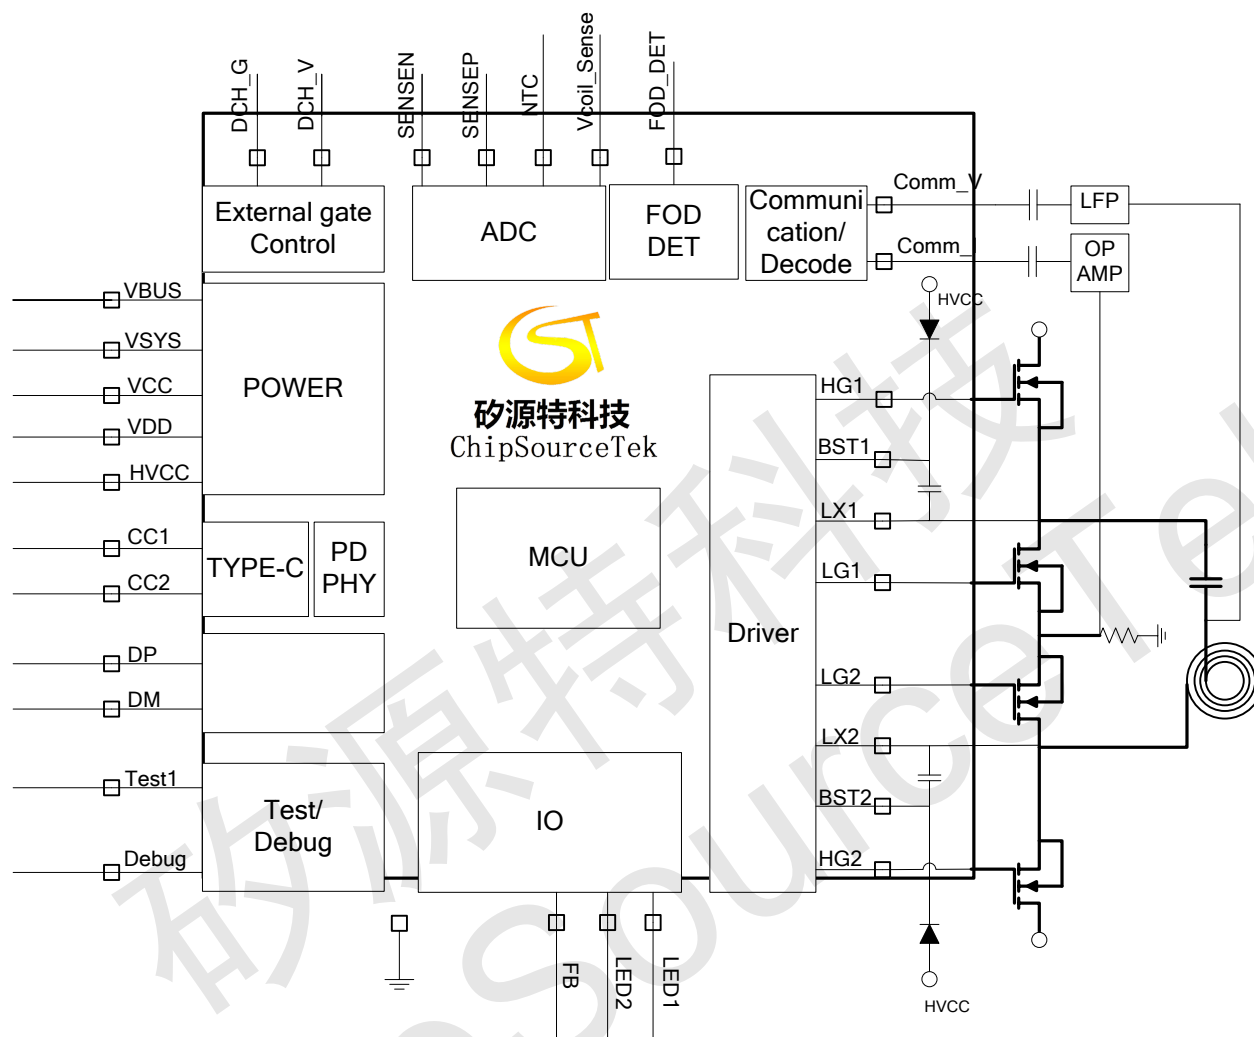 DCH_G
DCH_V
SENSEN
SENSEP
NTC
Vcoil_Sense
FOD_DET
External gate
Control
ADC
FOD
DET
Communi
cation/
Decode
Comm_V
Comm_I
LFP
OP
AMP
HVCC
VBUS
VSYS
VCC
VDD
HVCC
POWER
矽源特科技
ChipSourceTek
MCU
CC1
CC2
TYPE-C
PD
PHY
DP
DM
Test1
Debug
Test/
Debug
IO
Driver
HG1
BST1
LX1
LG1
LG2
LX2
BST2
HG2
HVCC
FB
LED2
LED1
矽源特科技